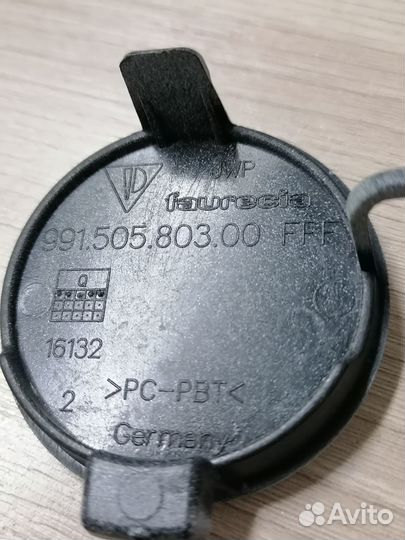 JWP
faurecia
991.505.803.00 FFF
Q
16132
2 >PC-PBT<
Germany
Avito